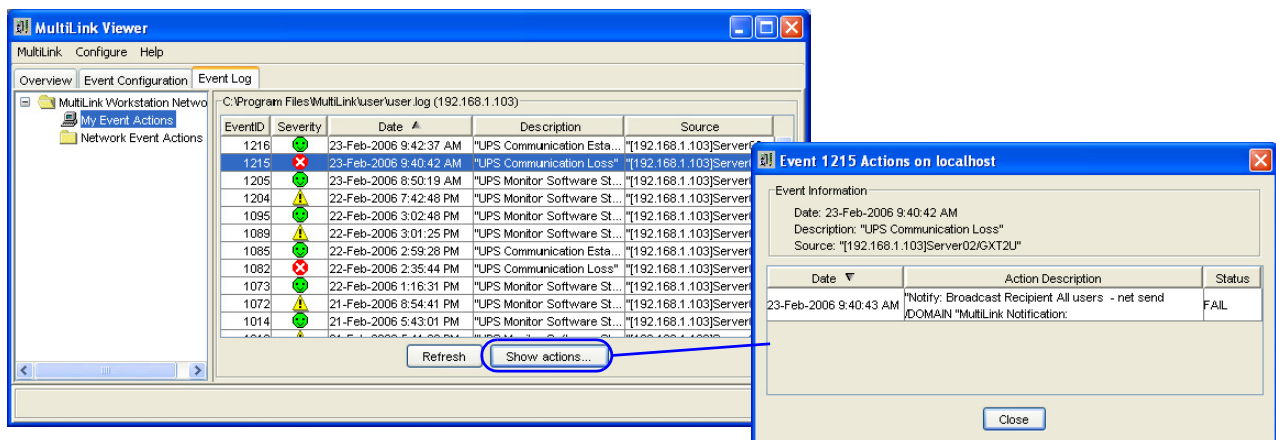 MultiLink Viewer
MultiLink Configure Help
Overview Event Configuration Event Log
MultiLink Workstation Netwo
My Event Actions
Network Event Actions
C:\Program Files\MultiLink\user\user.log (192.168.1.103)
EventID Severity Date Description Source
1216 23-Feb-2006 9:42:37 AM "UPS Communication Esta... "[192.168.1.103]Server02
1215 23-Feb-2006 9:40:42 AM "UPS Communication Loss" "[192.168.1.103]Server
1205 23-Feb-2006 8:50:19 AM "UPS Monitor Software St... "[192.168.1.103]Server
1204 22-Feb-2006 7:42:48 PM "UPS Monitor Software St... "[192.168.1.103]Server
1095 22-Feb-2006 3:02:48 PM "UPS Monitor Software St... "[192.168.1.103]Server
1089 22-Feb-2006 3:01:25 PM "UPS Monitor Software St... "[192.168.1.103]Server
1085 22-Feb-2006 2:59:28 PM "UPS Communication Esta... "[192.168.1.103]Server
1082 22-Feb-2006 2:35:44 PM "UPS Communication Loss" "[192.168.1.103]Server
1073 22-Feb-2006 1:16:31 PM "UPS Monitor Software St... "[192.168.1.103]Server
1072 21-Feb-2006 8:54:41 PM "UPS Monitor Software St... "[192.168.1.103]Server
1014 21-Feb-2006 5:43:01 PM "UPS Monitor Software St... "[192.168.1.103]Server
Refresh Show actions...
Event 1215 Actions on localhost
Event Information
Date: 23-Feb-2006 9:40:42 AM
Description: "UPS Communication Loss"
Source: "[192.168.1.103]Server02/GXT2U"
Date Action Description Status
23-Feb-2006 9:40:43 AM "Notify: Broadcast Recipient All users - net send /DOMAIN "MultiLink Notification: FAIL
Close